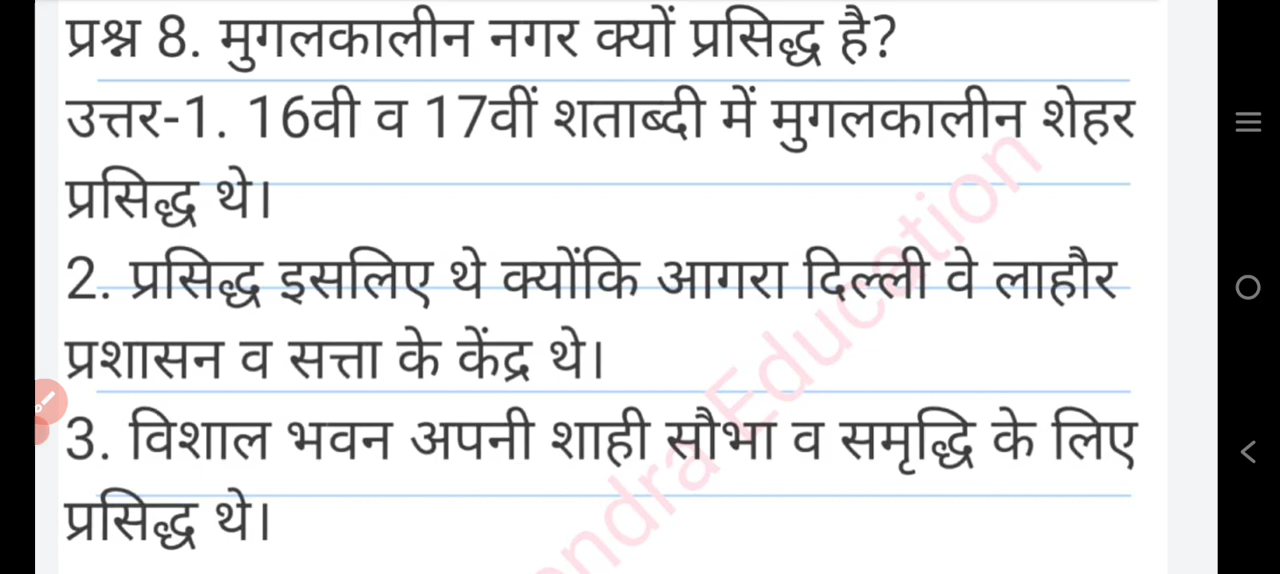 प्रश्न 8. मुगलकालीन नगर क्यों प्रसिद्ध है?
उत्तर-1. 16वी व 17वीं शताब्दी में मुगलकालीन शेहर
प्रसिद्ध थे।
2. प्रसिद्ध इसलिए थे क्योंकि आगरा दिल्ली वे लाहौर
प्रशासन व सत्ता के केंद्र थे।
3. विशाल भवन अपनी शाही सौभा व समृद्धि के लिए
प्रसिद्ध थे।
Education